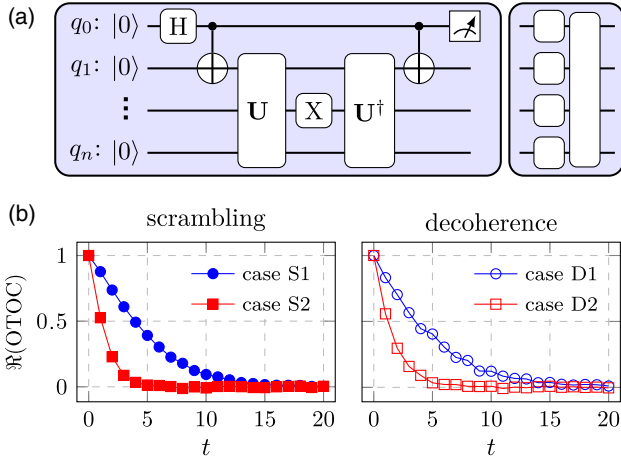 (a)
q₀: |0⟩ H
q₁: |0⟩
⋮ U X U†
qₙ: |0⟩
(b)
scrambling decoherence
ℜ(OTOC)
1
0.5
0
case S1
case S2
case D1
case D2
0 5 10 15 20
0 5 10 15 20
t t